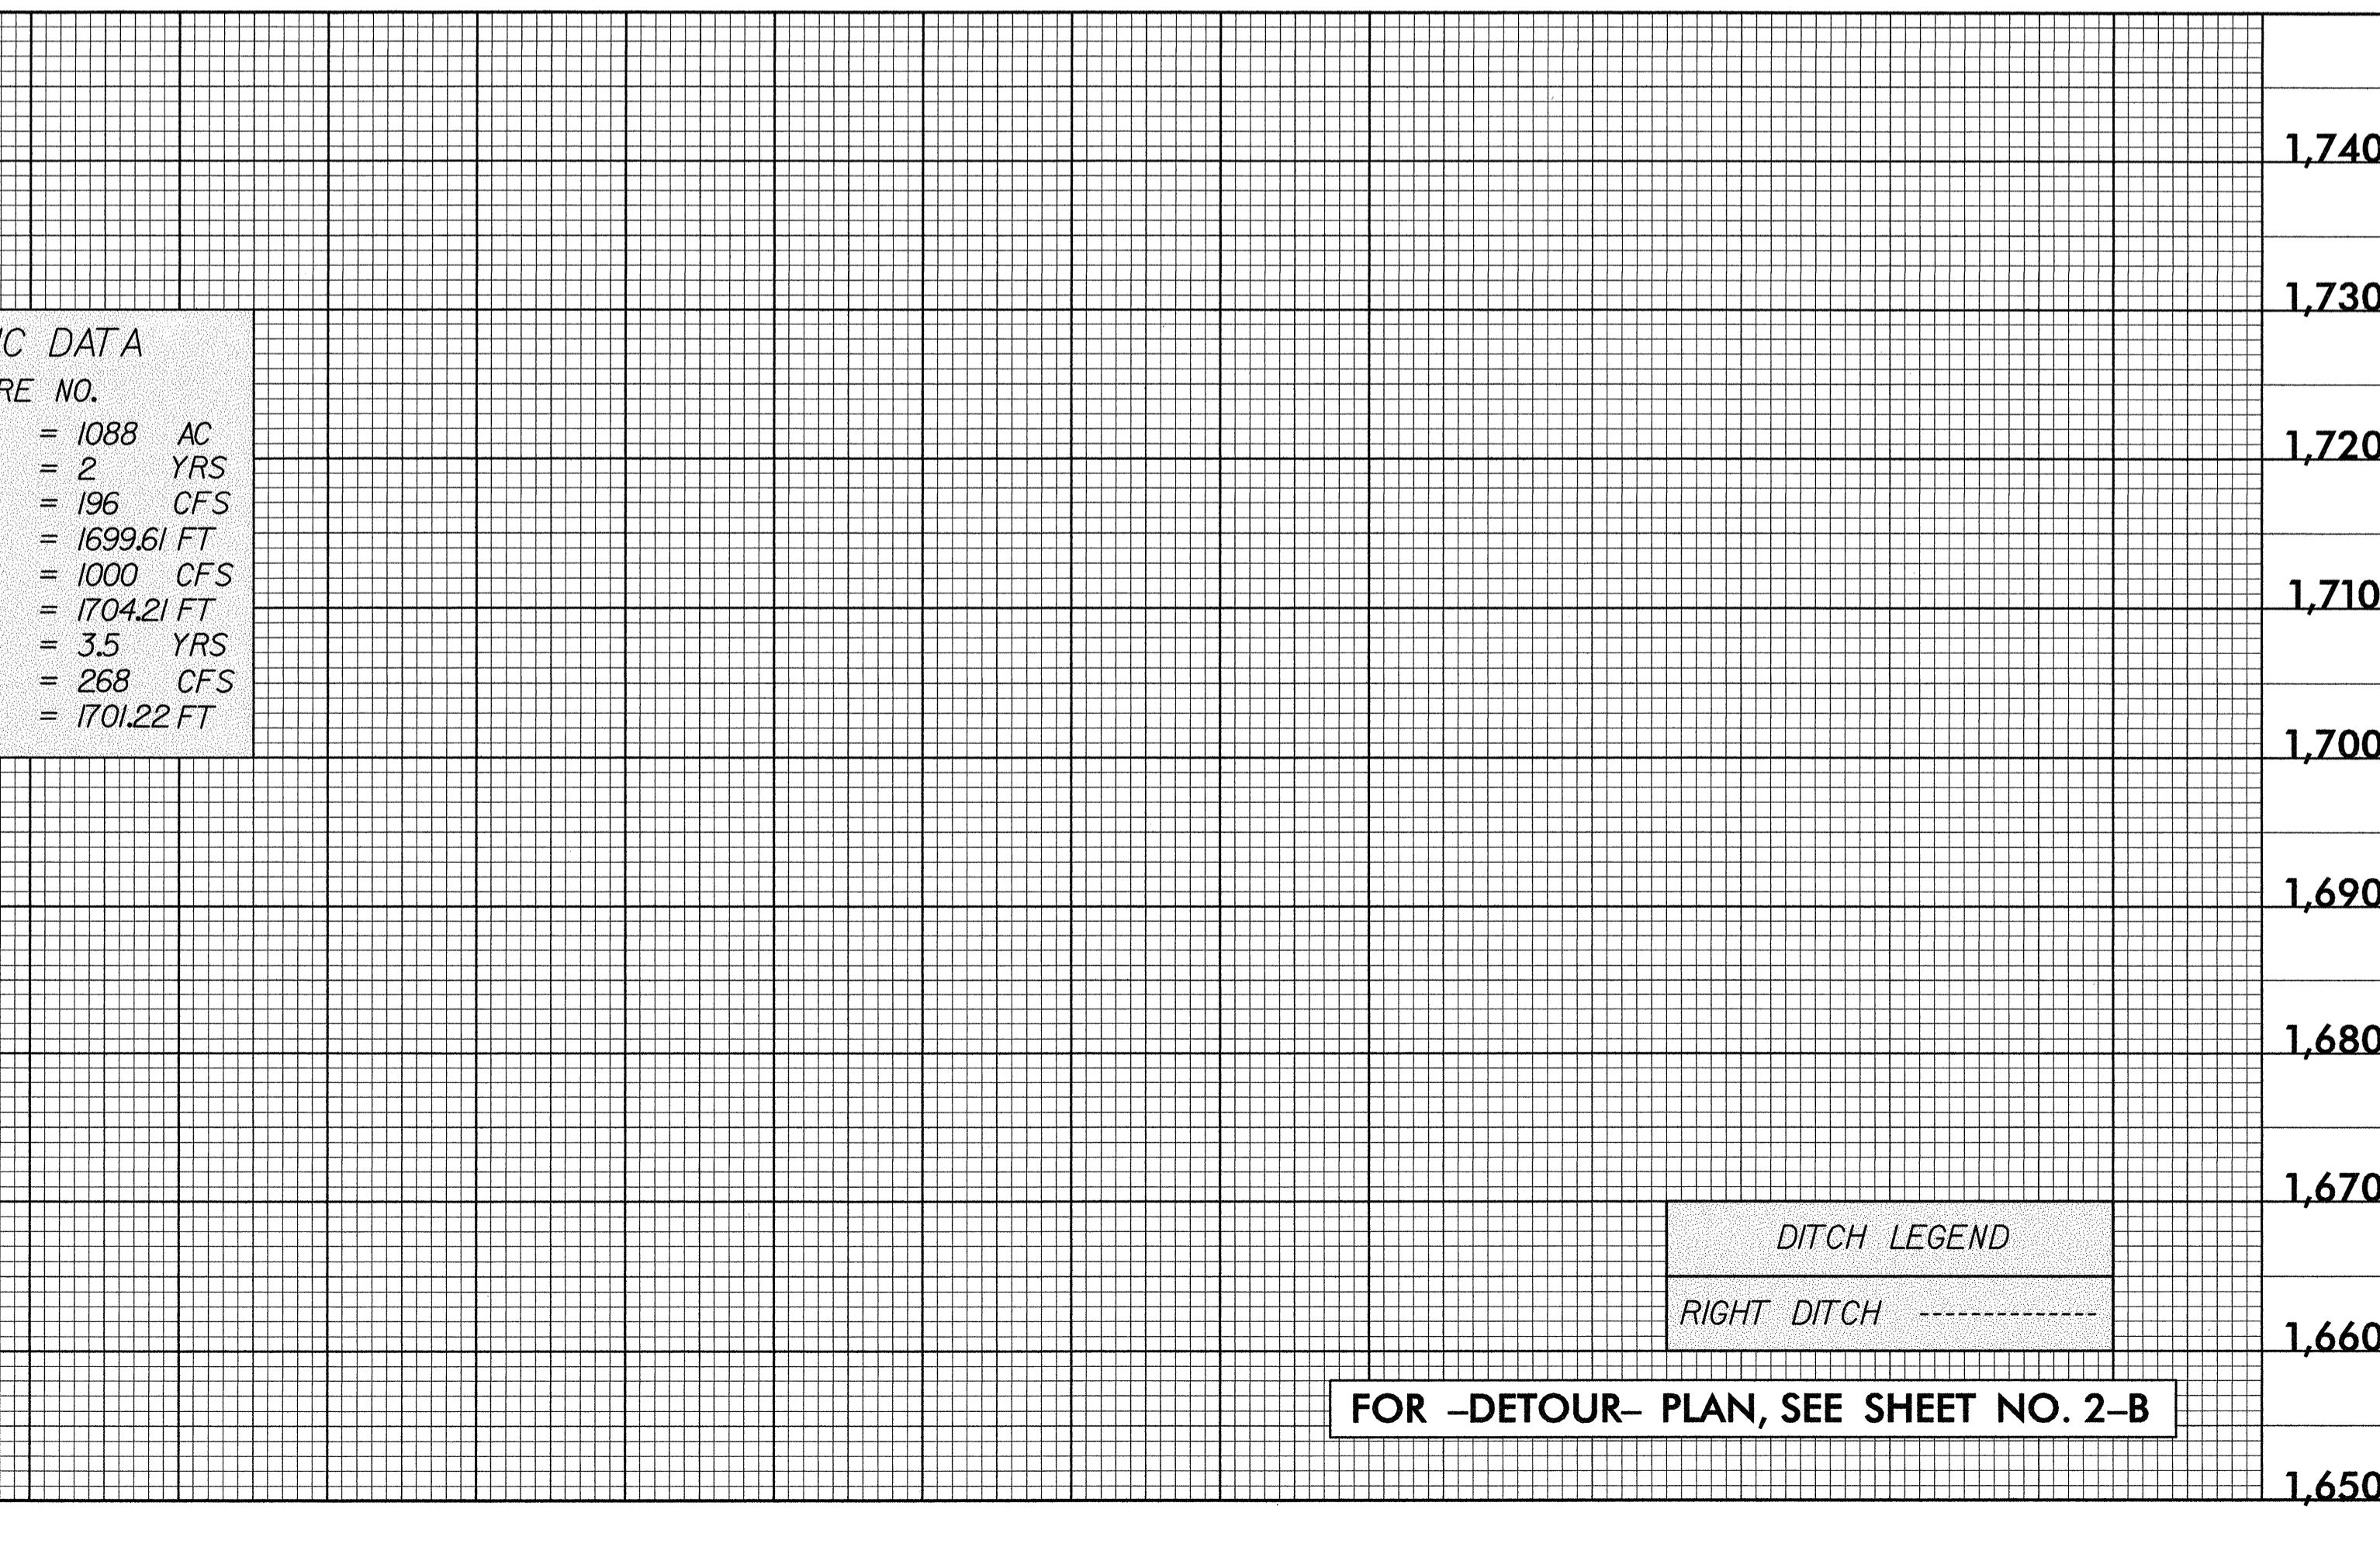 1,740
1,730
IC DATA
RE NO.
= 1088 AC
= 2 YRS
= 196 CFS
= 1699.61 FT
= 1000 CFS
= 1704.21 FT
= 3.5 YRS
= 268 CFS
= 1701.22 FT
1,720
1,710
1,700
1,690
1,680
1,670
DITCH LEGEND
RIGHT DITCH -------------
1,660
FOR –DETOUR– PLAN, SEE SHEET NO. 2–B
1,650